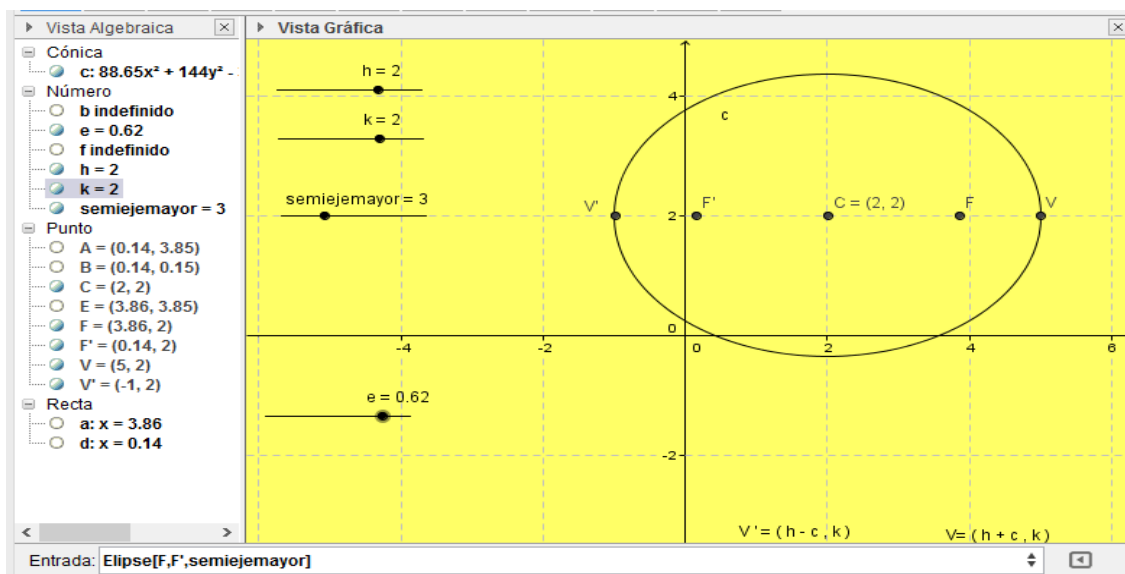 Vista Algebraica
Cónica
c: 88.65x² + 144y² -
Número
b indefinido
e = 0.62
f indefinido
h = 2
k = 2
semiejemayor = 3
Punto
A = (0.14, 3.85)
B = (0.14, 0.15)
C = (2, 2)
E = (3.86, 3.85)
F = (3.86, 2)
F' = (0.14, 2)
V = (5, 2)
V' = (-1, 2)
Recta
a: x = 3.86
d: x = 0.14
Vista Gráfica
h = 2
4
c
k = 2
semiejemayor = 3
V'
2
F'
C = (2, 2)
F
V
0
-4
-2
0
2
4
6
e = 0.62
-2
V' = ( h - c , k )
V= ( h + c , k )
Entrada: Elipse[F,F',semiejemayor]